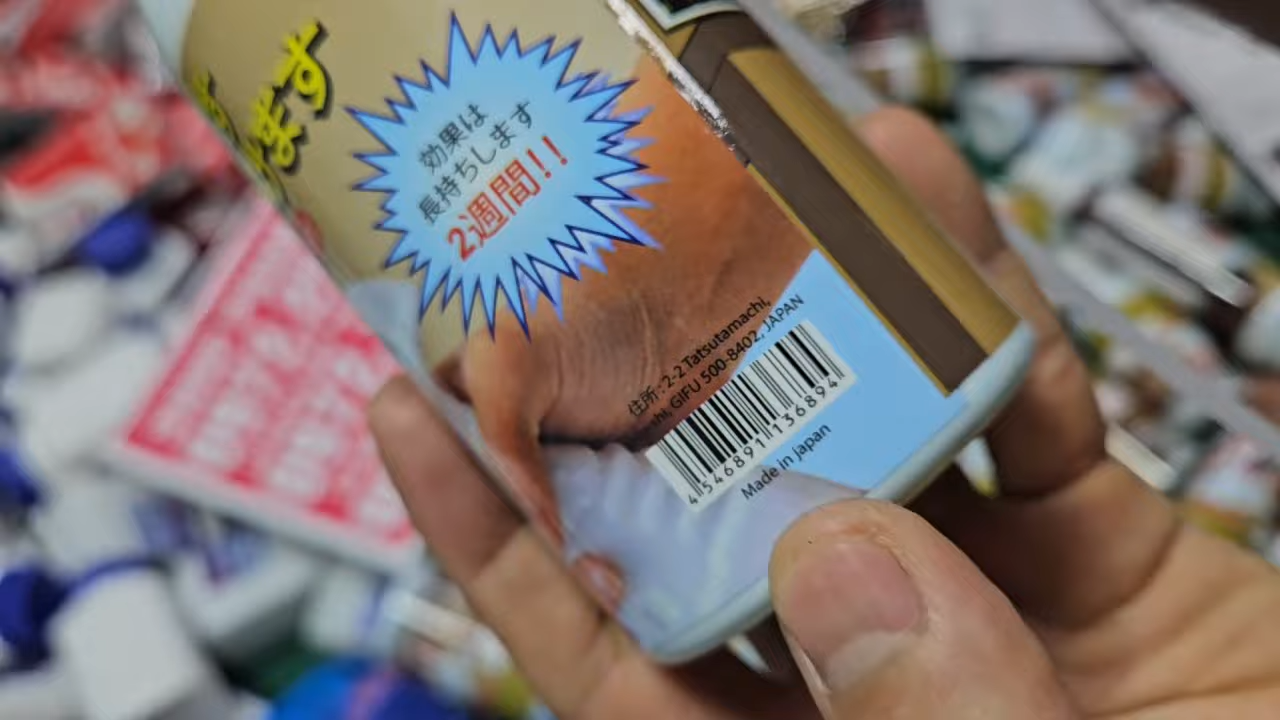 ます
効果は
長持ちします
2週間!!
住所 : 2-2 Tatsutamachi,
hi, GIFU 500-8402, JAPAN
4546891136894
Made in japan